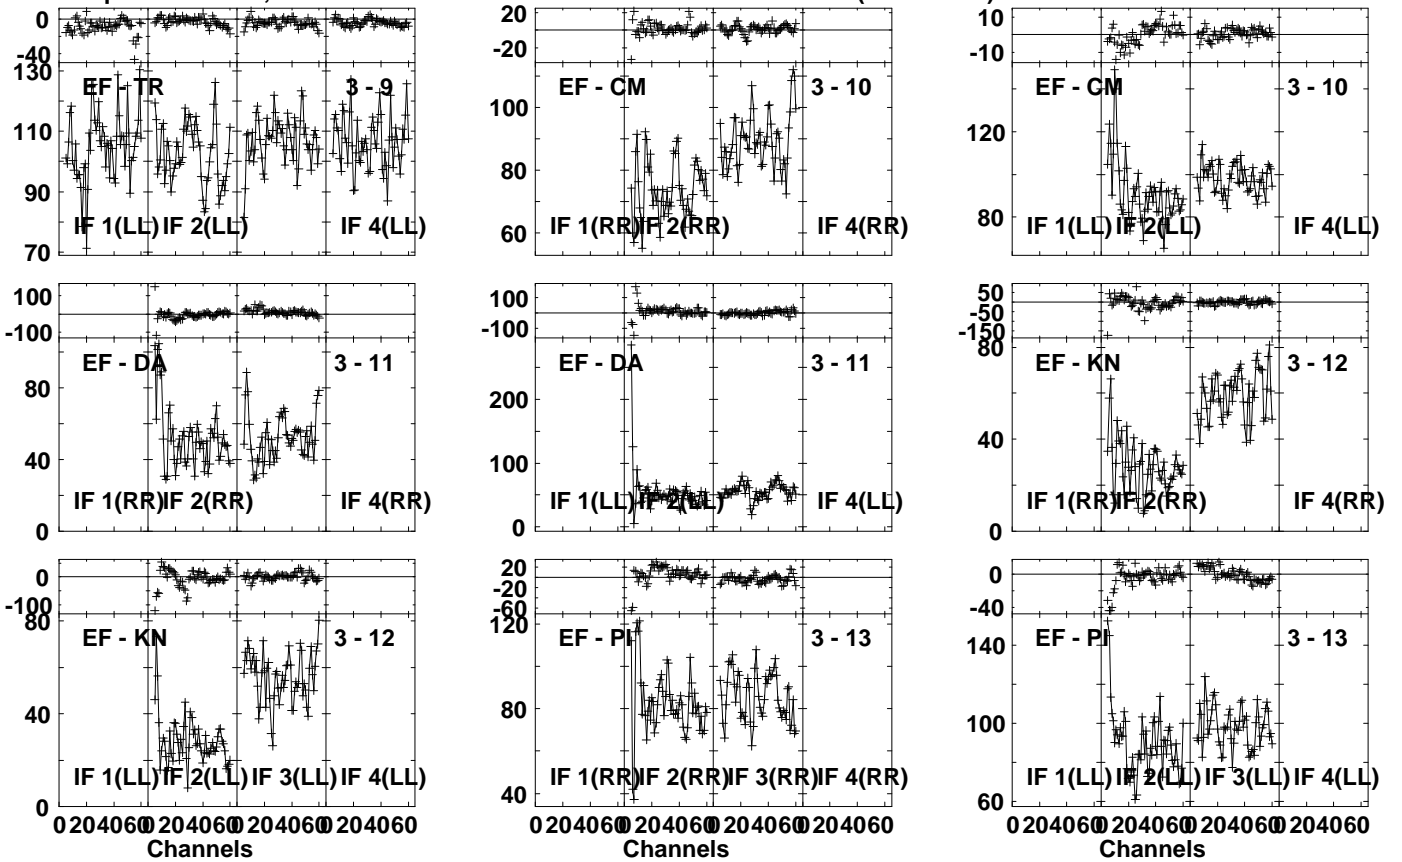 0
-40
130
110
90
70
EF - TR
3 - 9
IF 1(LL)
IF 2(LL)
IF 4(LL)
20
-20
100
80
60
EF - CM
3 - 10
IF 1(RR)
IF 2(RR)
IF 4(RR)
10
-10
120
80
EF - CM
3 - 10
IF 1(LL)
IF 2(LL)
IF 4(LL)
100
-100
80
40
0
EF - DA
3 - 11
IF 1(RR)
IF 2(RR)
IF 4(RR)
100
-100
200
100
0
EF - DA
3 - 11
IF 1(LL)
IF 2(LL)
IF 4(LL)
50
-50
-150
80
40
0
EF - KN
3 - 12
IF 1(RR)
IF 2(RR)
IF 4(RR)
0
-100
80
40
0
EF - KN
3 - 12
IF 1(LL)
IF 2(LL)
IF 3(LL)
IF 4(LL)
0 20 40 60 0 20 40 60 0 20 40 60 0 20 40 60
Channels
20
-20
-60
120
80
40
EF - PI
3 - 13
IF 1(RR)
IF 2(RR)
IF 3(RR)
IF 4(RR)
0 20 40 60 0 20 40 60 0 20 40 60 0 20 40 60
Channels
0
-40
140
100
60
EF - PI
3 - 13
IF 1(LL)
IF 2(LL)
IF 3(LL)
IF 4(LL)
0 20 40 60 0 20 40 60 0 20 40 60 0 20 40 60
Channels